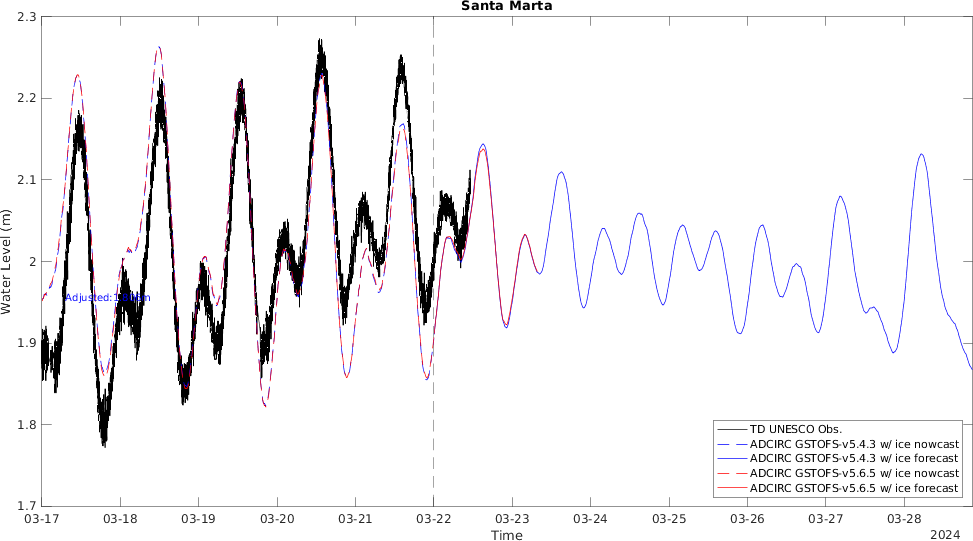 Santa Marta
Water Level (m)
2.3
2.2
2.1
2
1.9
1.8
1.7
Adjusted:
03-17
03-18
03-19
03-20
03-21
03-22
03-23
03-24
03-25
03-26
03-27
03-28
Time
2024
TD UNESCO Obs.
ADCIRC GSTOFS-v5.4.3 w/ ice nowcast
ADCIRC GSTOFS-v5.4.3 w/ ice forecast
ADCIRC GSTOFS-v5.6.5 w/ ice nowcast
ADCIRC GSTOFS-v5.6.5 w/ ice forecast